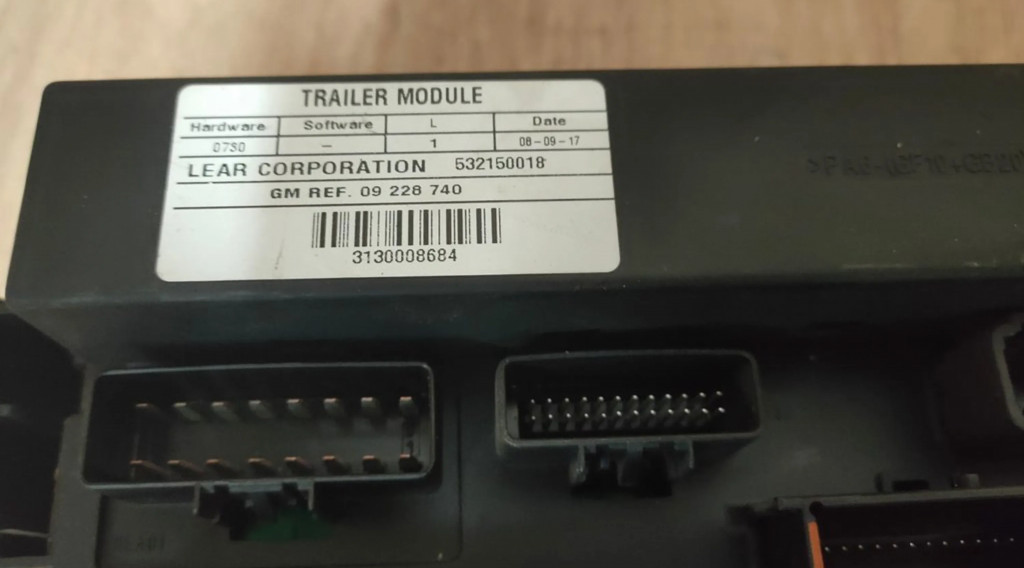 TRAILER MODULE
Hardware Software L Date
0730 – 1 08-09-17
LEAR CORPORATION 532150018
GM REF. 09 228 740
3130008684